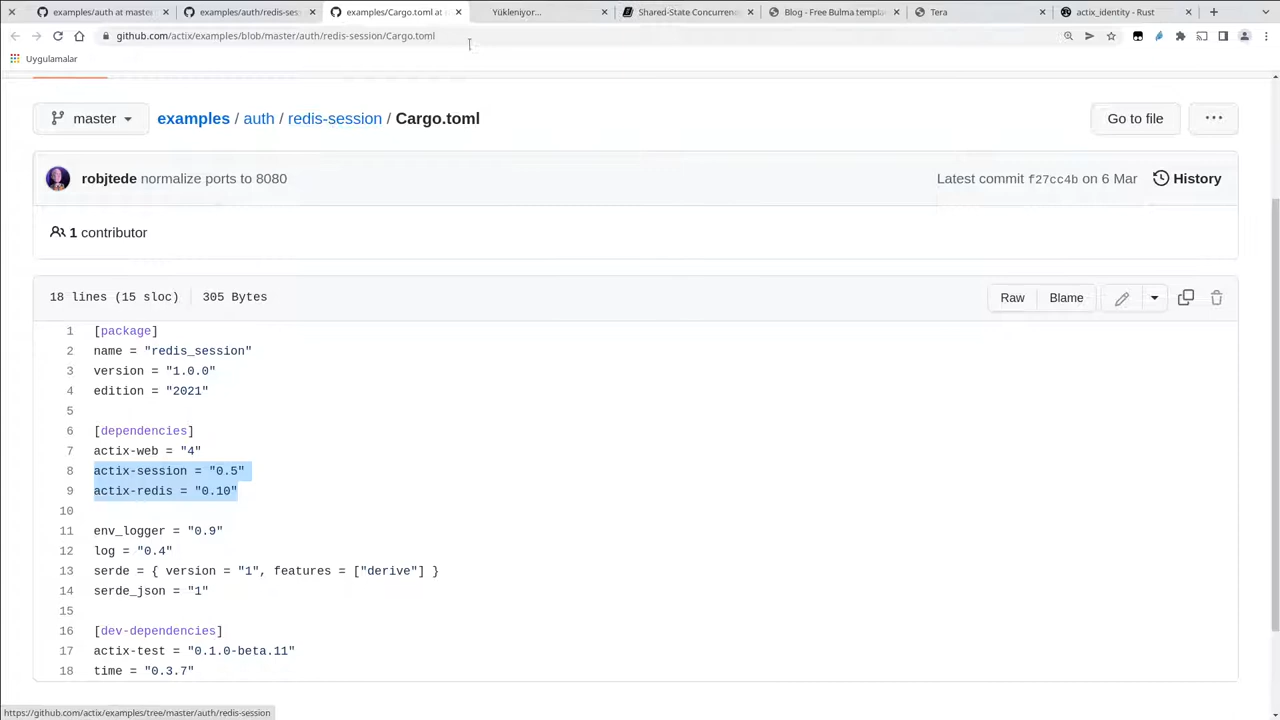 examples/auth at master
examples/auth/redis-ses
examples/Cargo.toml at
Yükleniyor...
Shared-State Concurrenc
Blog - Free Bulma templa
Tera
actix_identity - Rust
github.com/actix/examples/blob/master/auth/redis-session/Cargo.toml
Uygulamalar
master
examples / auth / redis-session / Cargo.toml
Go to file
robjtede normalize ports to 8080
Latest commit f27cc4b on 6 Mar
History
1 contributor
18 lines (15 sloc)
305 Bytes
Raw
Blame
1 [package]
2 name = "redis_session"
3 version = "1.0.0"
4 edition = "2021"
5
6 [dependencies]
7 actix-web = "4"
8 actix-session = "0.5"
9 actix-redis = "0.10"
10
11 env_logger = "0.9"
12 log = "0.4"
13 serde = { version = "1", features = ["derive"] }
14 serde_json = "1"
15
16 [dev-dependencies]
17 actix-test = "0.1.0-beta.11"
18 time = "0.3.7"
https://github.com/actix/examples/tree/master/auth/redis-session